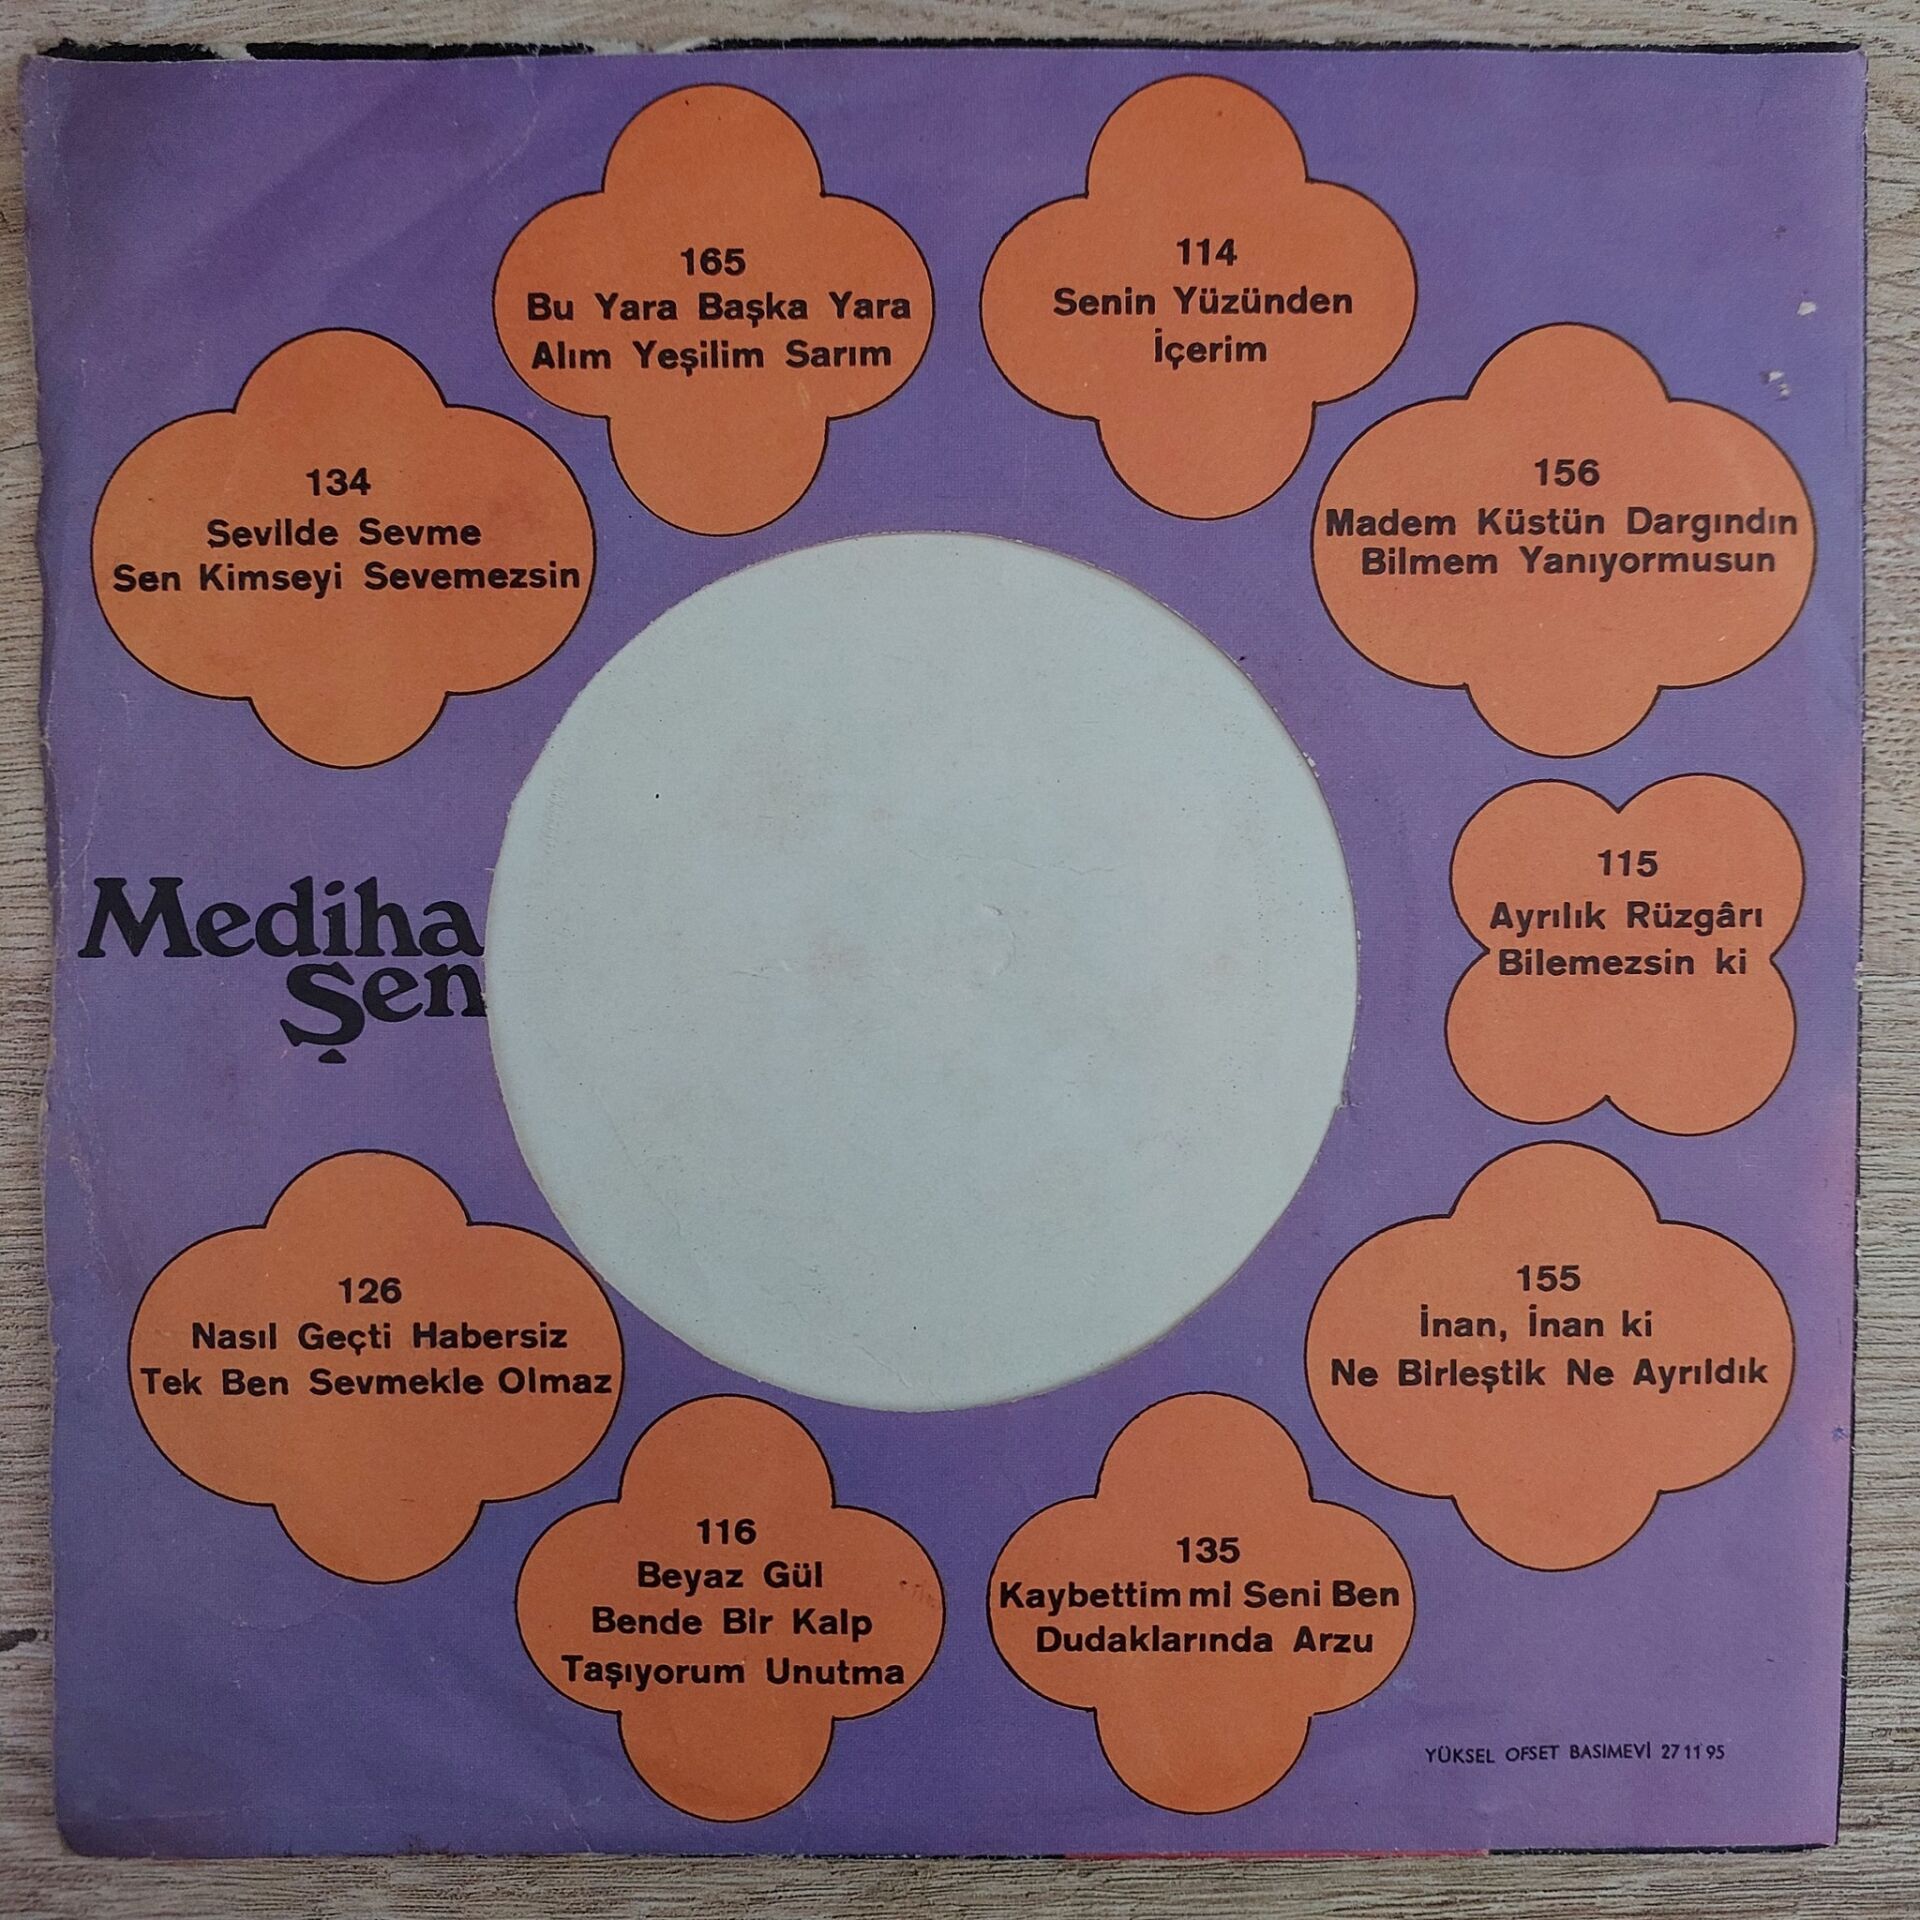 165
Bu Yara Başka Yara
Alım Yeşilim Sarım
114
Senin Yüzünden
İçerim
134
Sevilde Sevme
Sen Kimseyi Sevemezsin
156
Madem Küstün Dargındın
Bilmem Yanıyormusun
Mediha
Şen
115
Ayrılık Rüzgârı
Bilemezsin ki
126
Nasıl Geçti Habersiz
Tek Ben Sevmekle Olmaz
155
İnan, İnan ki
Ne Birleştik Ne Ayrıldık
116
Beyaz Gül
Bende Bir Kalp
Taşıyorum Unutma
135
Kaybettim mi Seni Ben
Dudaklarında Arzu
YÜKSEL OFSET BASIMEVİ 27 11 95